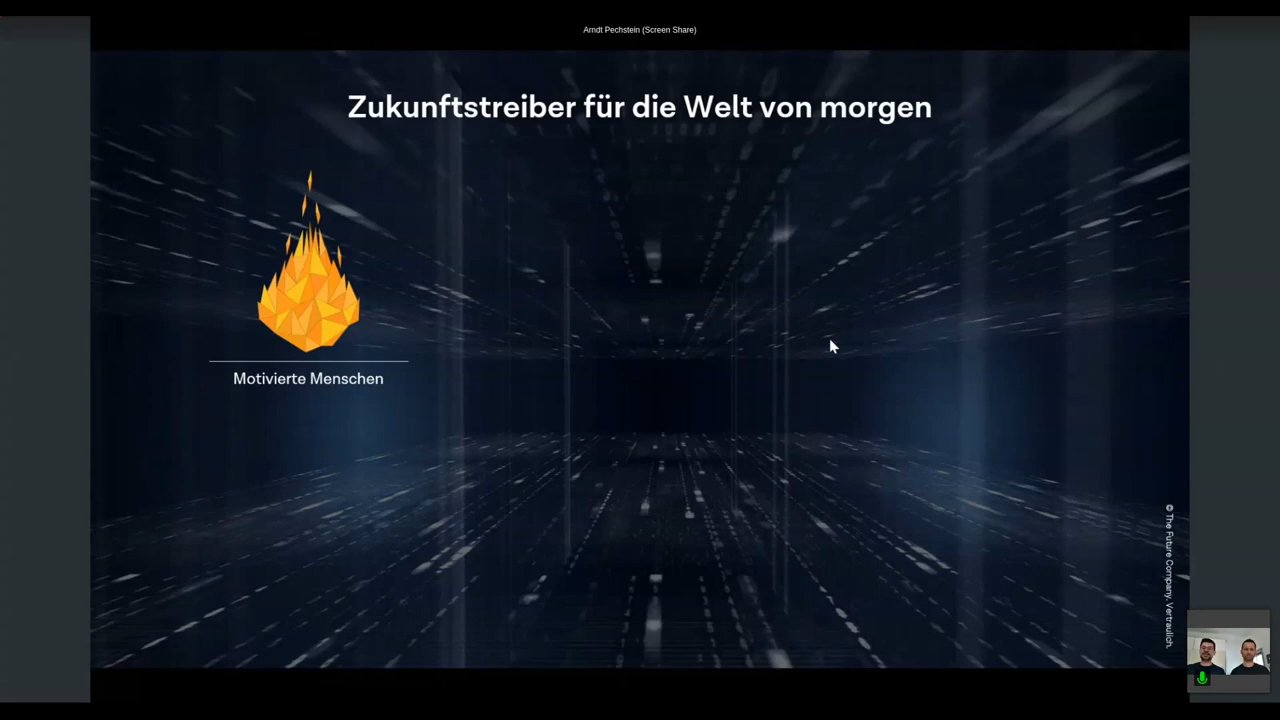 Arndt Pechstein (Screen Share)
Zukunftstreiber für die Welt von morgen
Motivierte Menschen
© The Future Company. Vertraulich.